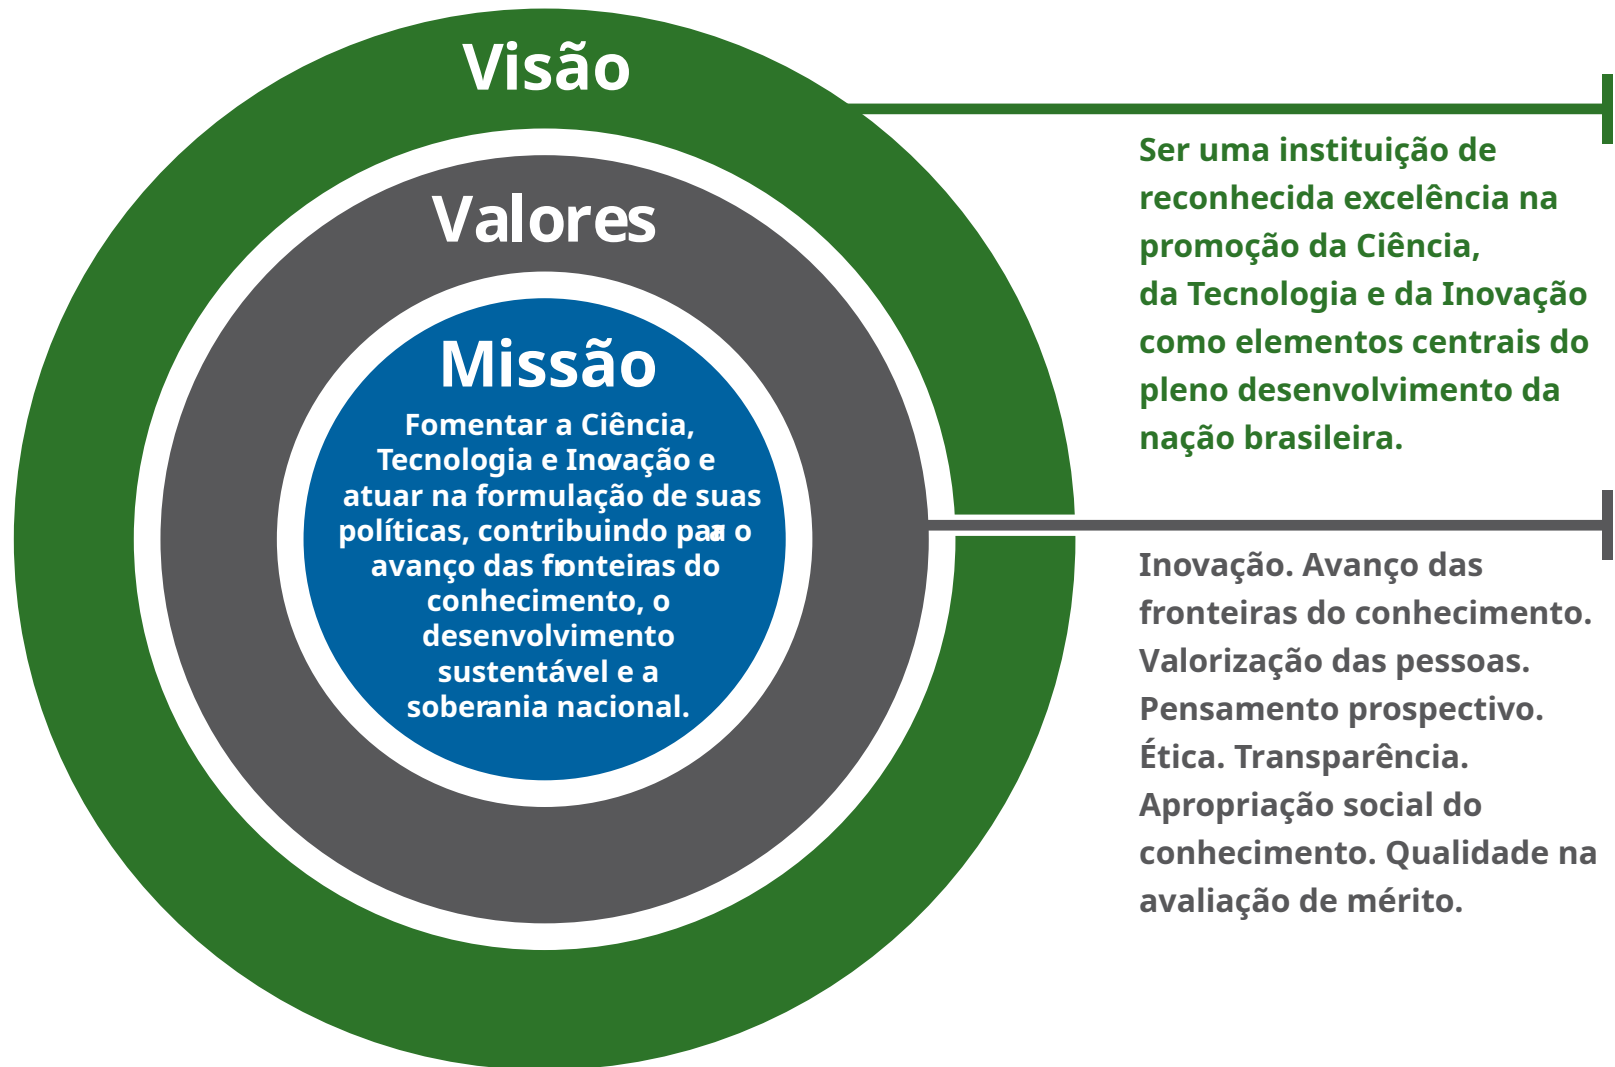 Visão
Ser uma instituição de
reconhecida excelência na
promoção da Ciência,
da Tecnologia e da Inovação
como elementos centrais do
pleno desenvolvimento da
nação brasileira.
Valores
Inovação. Avanço das
fronteiras do conhecimento.
Valorização das pessoas.
Pensamento prospectivo.
Ética. Transparência.
Apropriação social do
conhecimento. Qualidade na
avaliação de mérito.
Missão
Fomentar a Ciência,
Tecnologia e Inovação e
atuar na formulação de suas
políticas, contribuindo para o
avanço das fronteiras do
conhecimento, o
desenvolvimento
sustentável e a
soberania nacional.